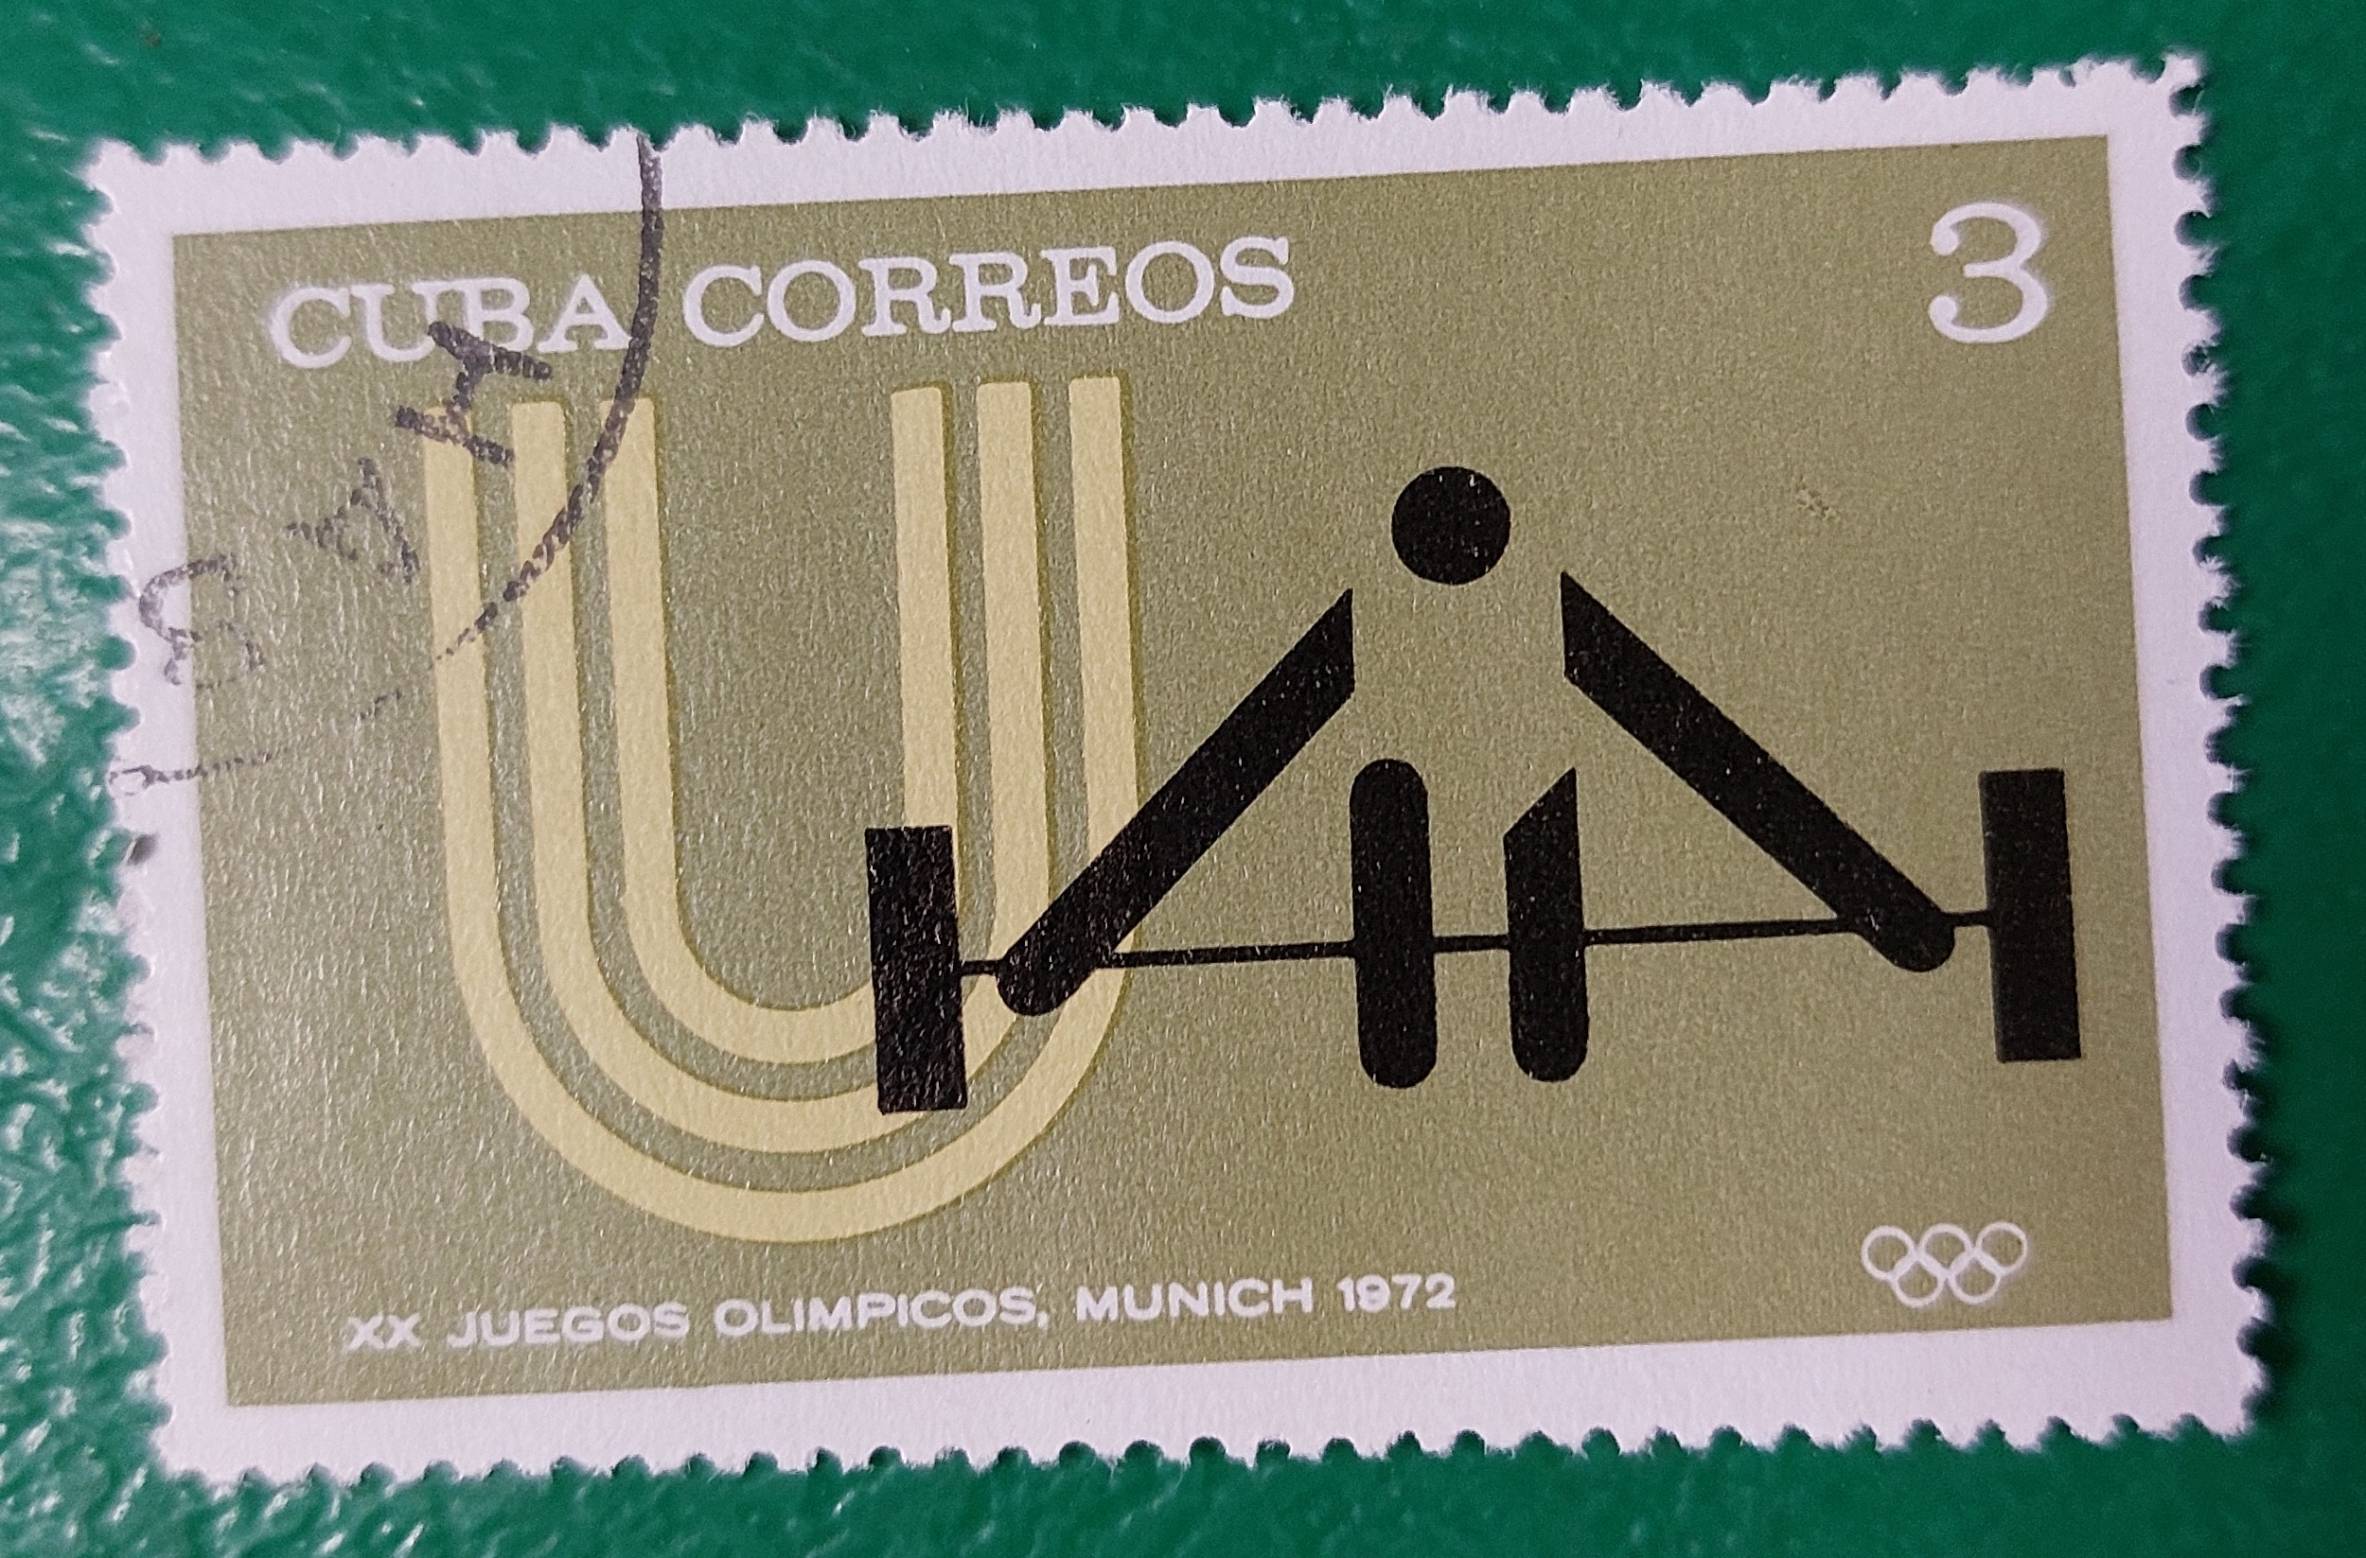 CUBA CORREOS
3
U
XX JUEGOS OLIMPICOS, MUNICH 1972